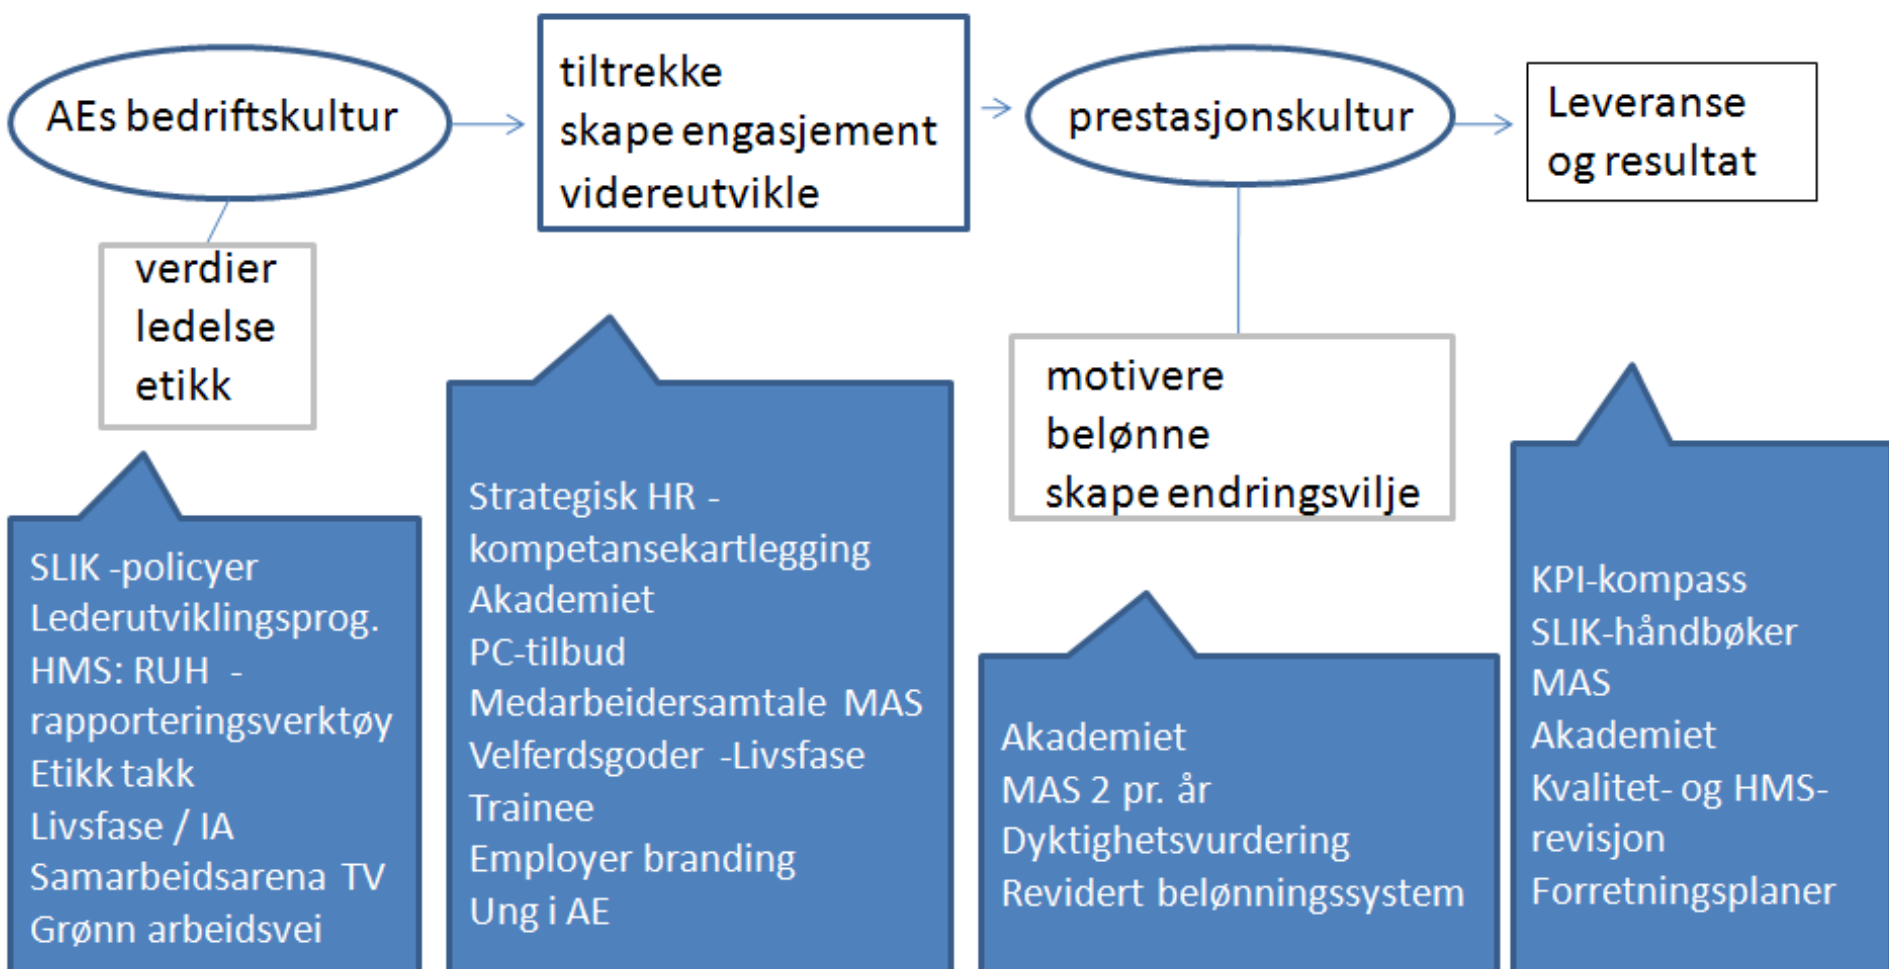 AEs bedriftskultur
tiltrekke
skape engasjement
videreutvikle
prestasjonskultur
Leveranse
og resultat
verdier
ledelse
etikk
motivere
belønne
skape endringsvilje
SLIK -policyer
Lederutviklingsprog.
HMS: RUH -
rapporteringsverktøy
Etikk takk
Livsfase / IA
Samarbeidsarena TV
Grønn arbeidsvei
Strategisk HR -
kompetansekartlegging
Akademiet
PC-tilbud
Medarbeidersamtale MAS
Velferdsgoder -Livsfase
Trainee
Employer branding
Ung i AE
Akademiet
MAS 2 pr. år
Dyktighetsvurdering
Revidert belønningssystem
KPI-kompass
SLIK-håndbøker
MAS
Akademiet
Kvalitet- og HMS-
revisjon
Forretningsplaner